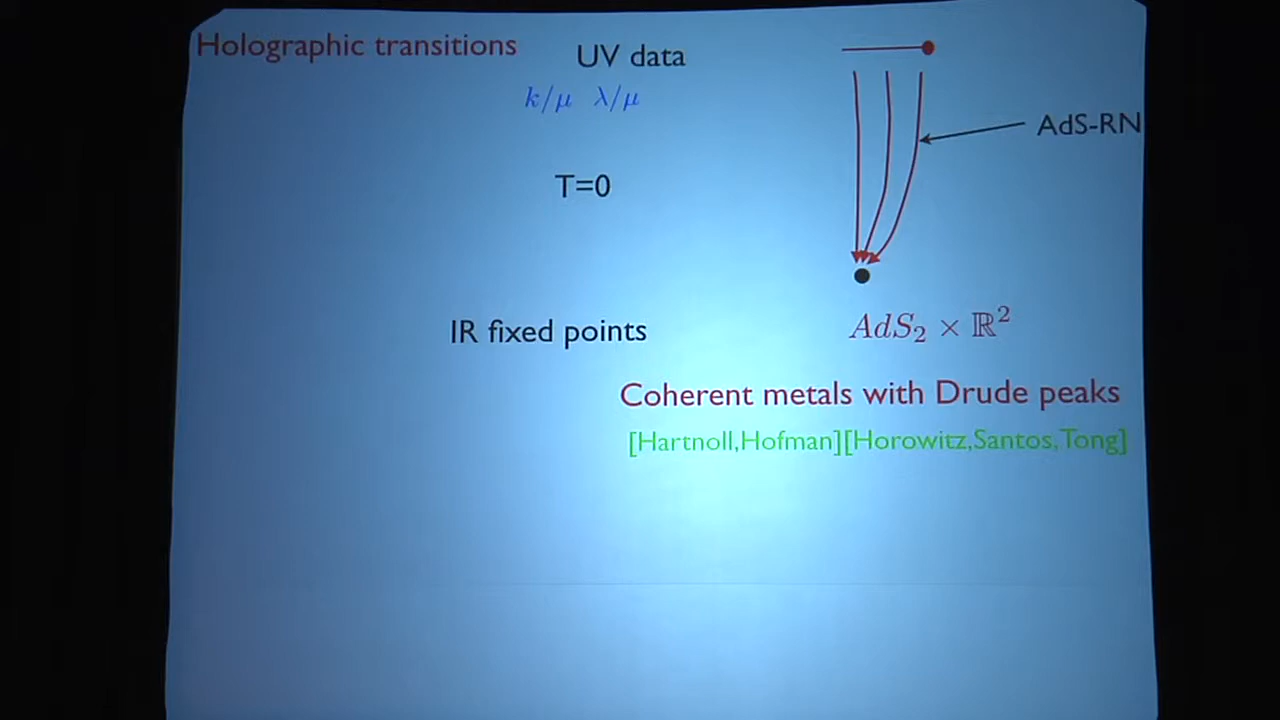 Holographic transitions
UV data
k/μ λ/μ
AdS-RN
T=0
IR fixed points
AdS₂ × ℝ²
Coherent metals with Drude peaks
[Hartnoll,Hofman][Horowitz,Santos,Tong]